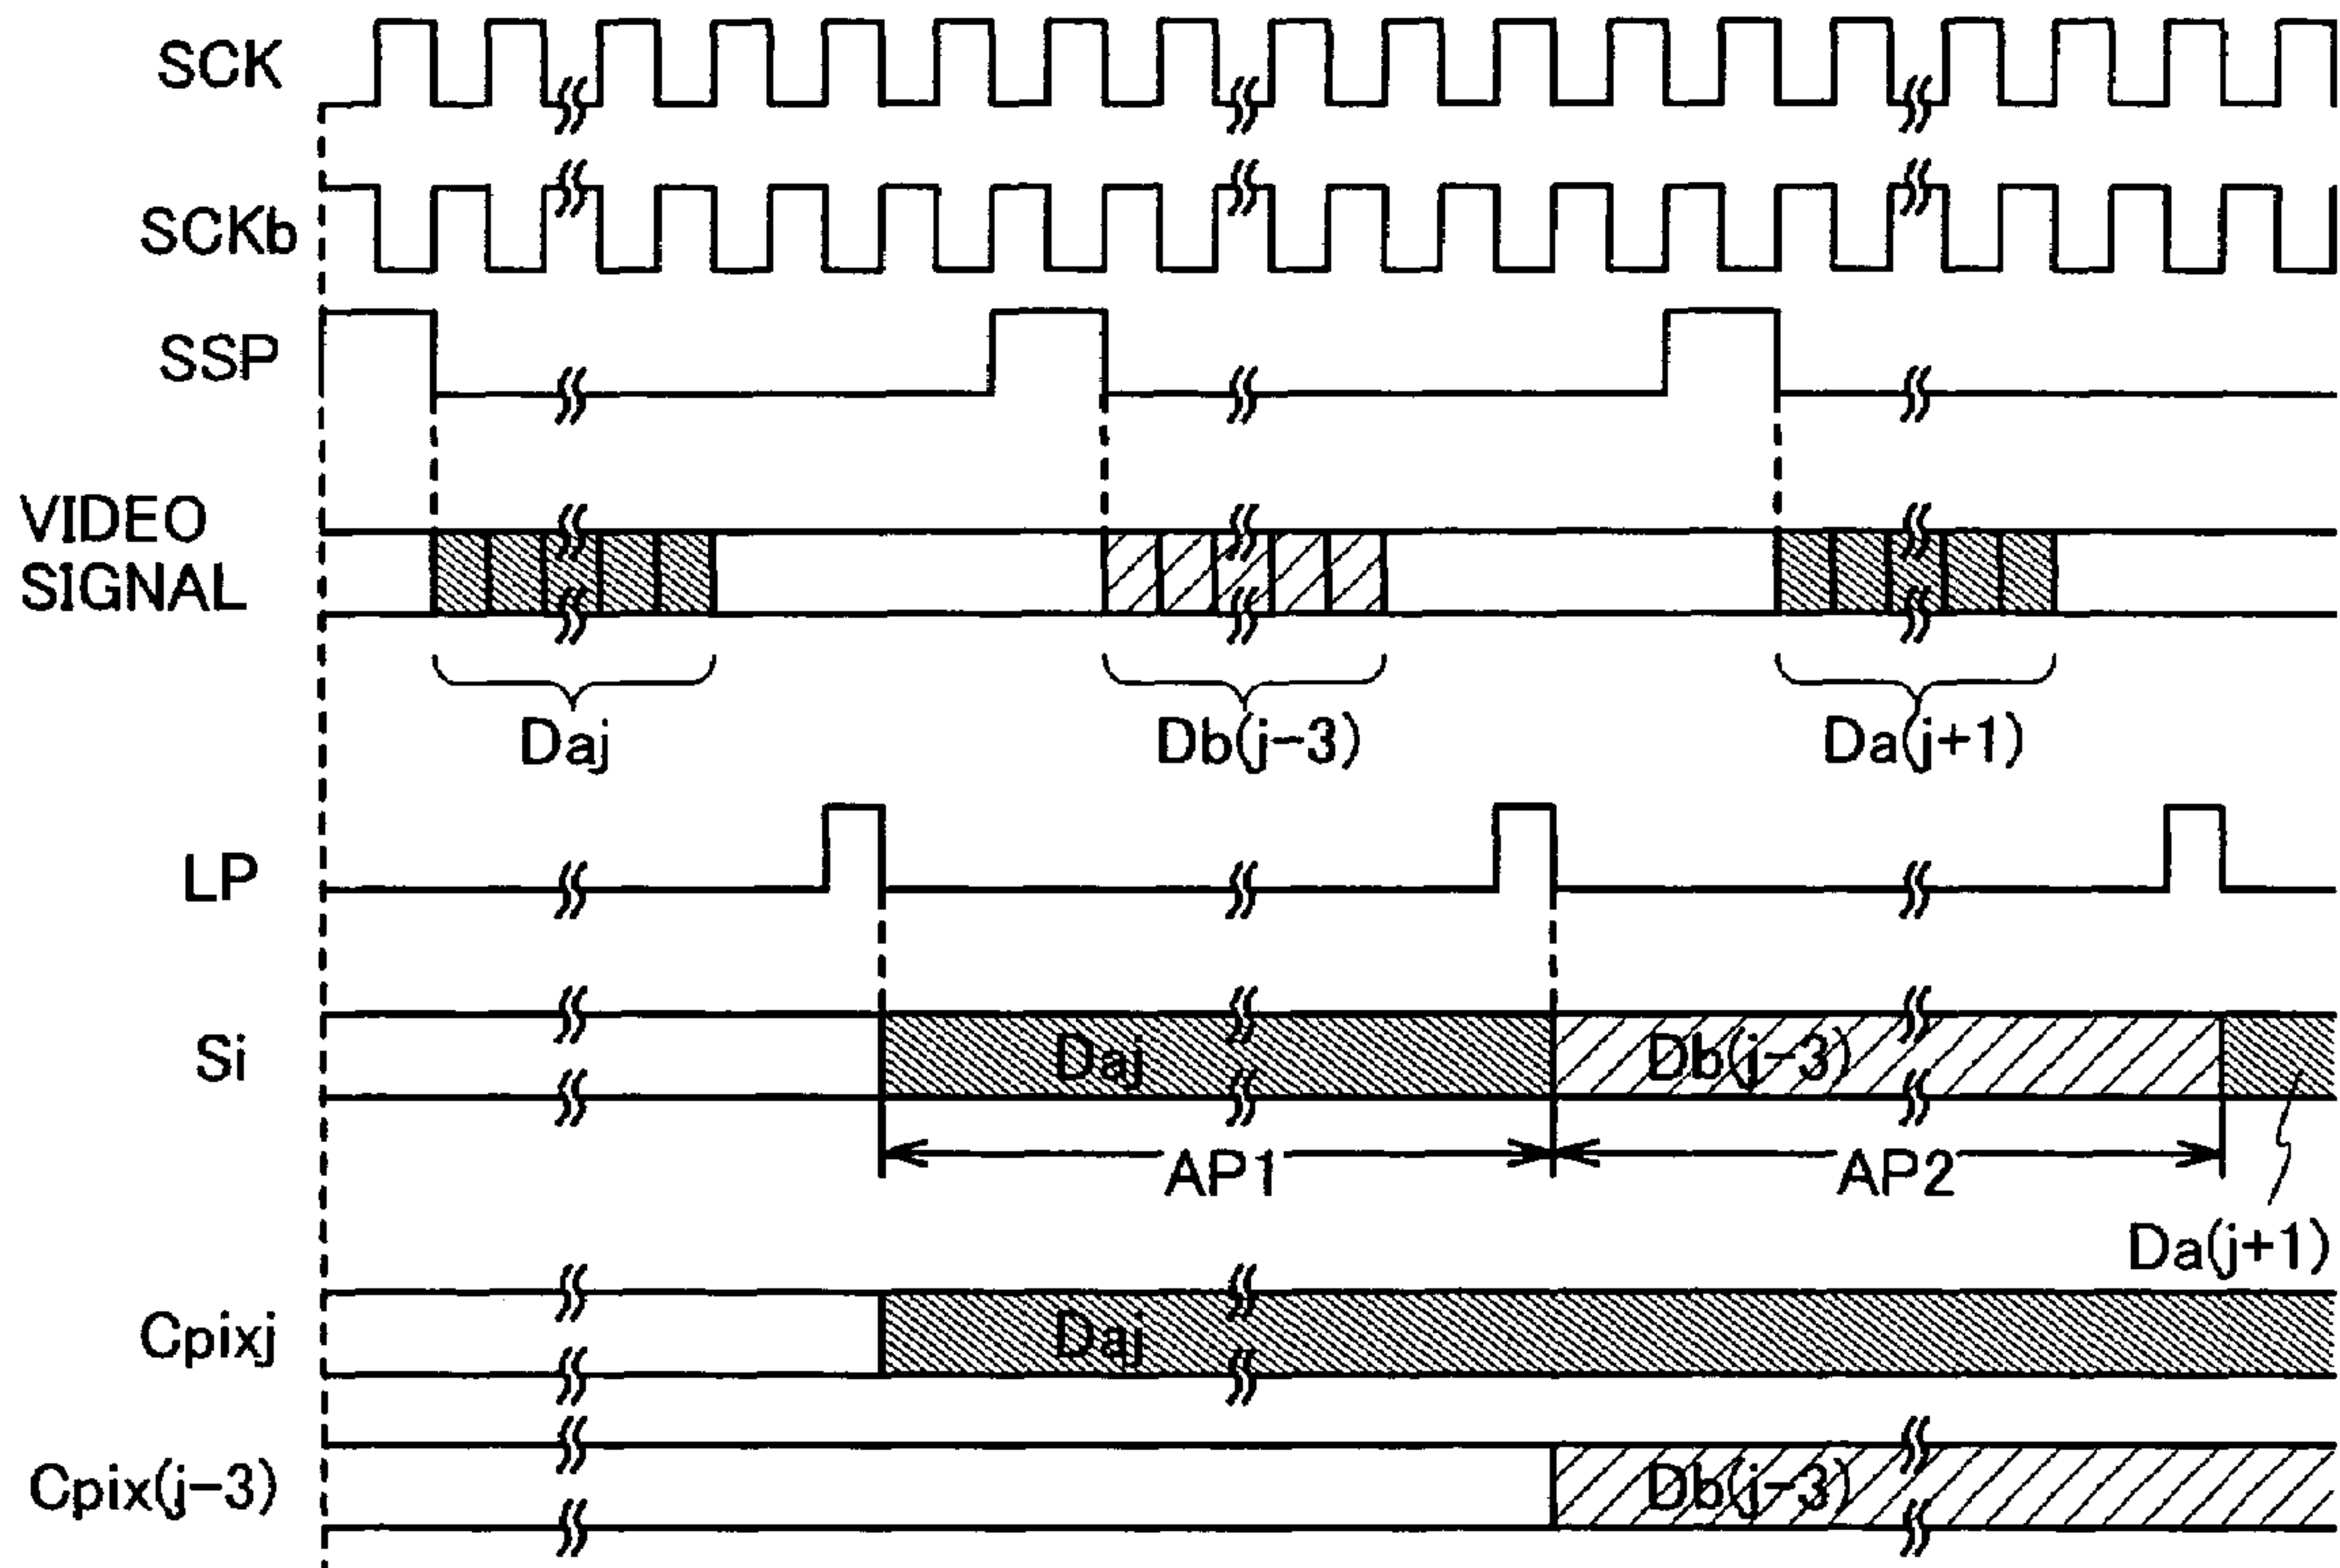 SCK
SCKb
SSP
VIDEO
SIGNAL
Daj
Db(j-3)
Da(j+1)
LP
Si
Daj
Db(j-3)
AP1
AP2
Da(j+1)
Cpixj
Daj
Cpix(j-3)
Db(j-3)